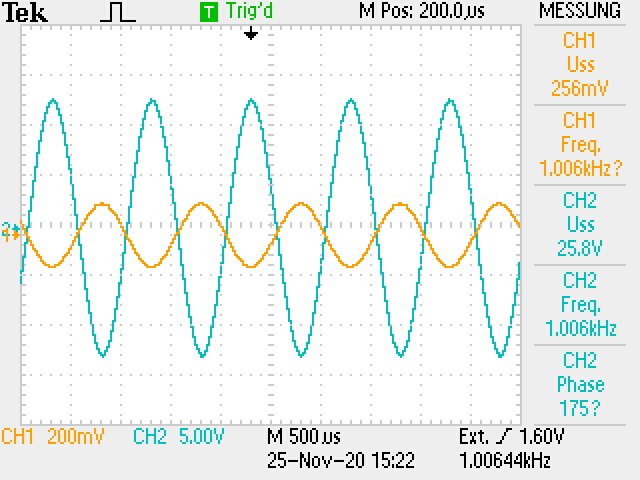 Tek T Trig'd M Pos: 200.0µs MESSUNG
CH1
Uss
256mV
CH1
Freq.
1.006kHz?
CH2
Uss
25.8V
CH2
Freq.
1.006kHz
CH2
Phase
175?
CH1 200mV CH2 5.00V M 500µs Ext. 1.60V
25-Nov-20 15:22 1.00644kHz